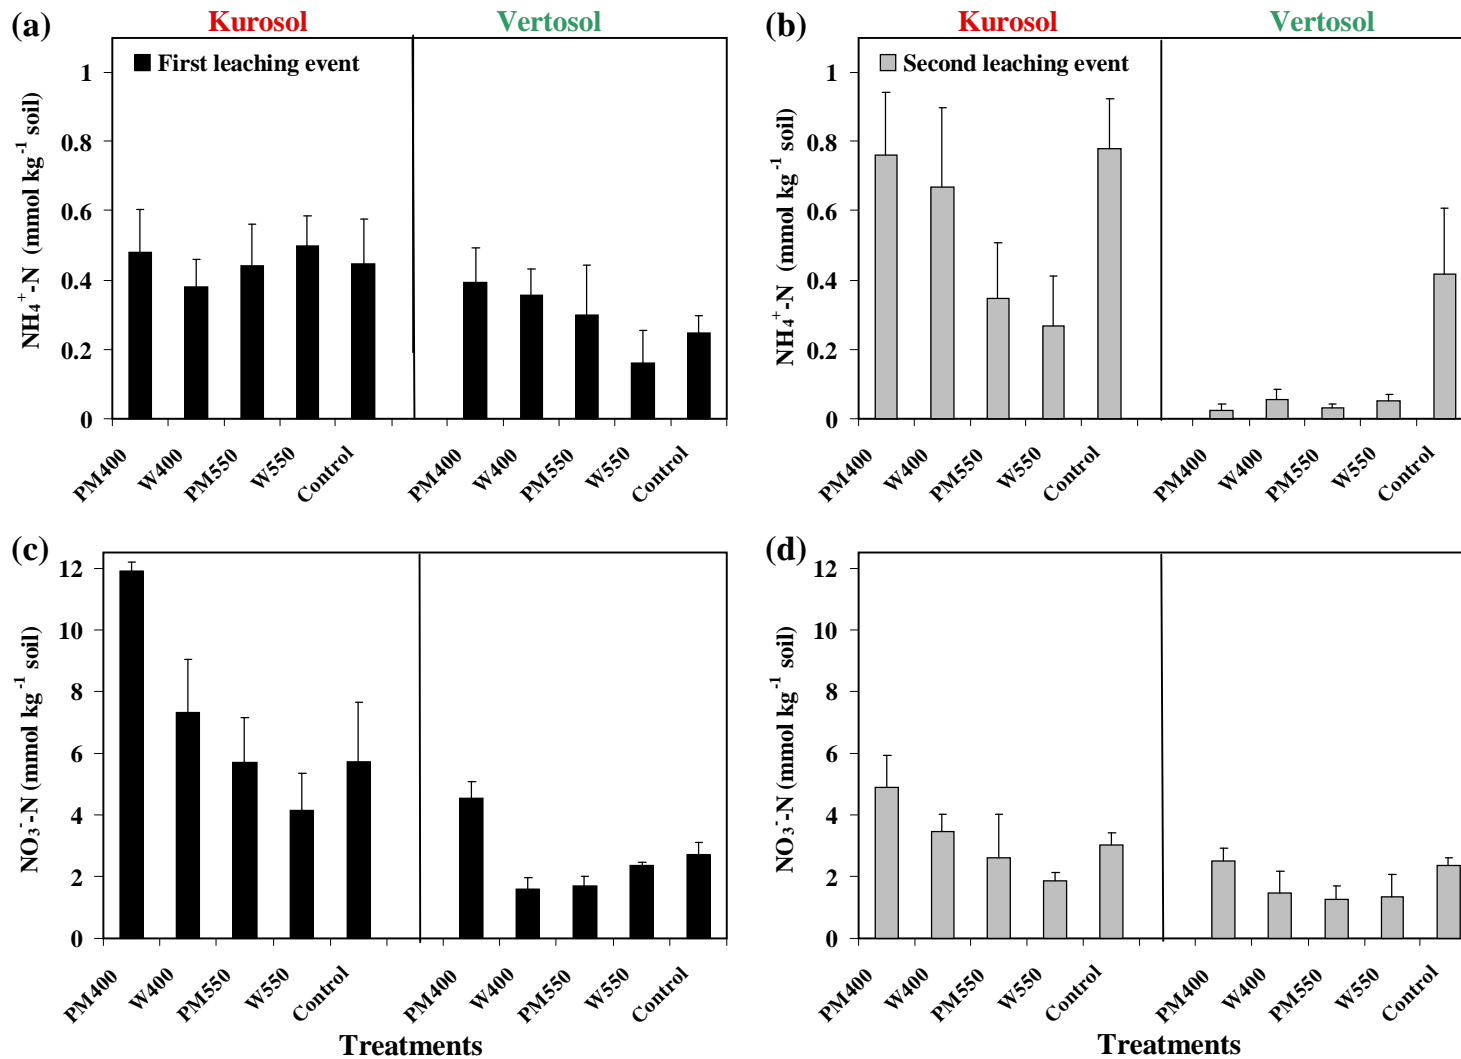 (a) Kurosol Vertosol
First leaching event
NH₄⁺-N (mmol kg⁻¹ soil)
1
0.8
0.6
0.4
0.2
0
PM400 W400 PM550 W550 Control PM400 W400 PM550 W550 Control
(b) Kurosol Vertosol
Second leaching event
NH₄⁺-N (mmol kg⁻¹ soil)
1
0.8
0.6
0.4
0.2
0
PM400 W400 PM550 W550 Control PM400 W400 PM550 W550 Control
(c)
NO₃⁻-N (mmol kg⁻¹ soil)
12
10
8
6
4
2
0
PM400 W400 PM550 W550 Control PM400 W400 PM550 W550 Control
Treatments
(d)
NO₃⁻-N (mmol kg⁻¹ soil)
12
10
8
6
4
2
0
PM400 W400 PM550 W550 Control PM400 W400 PM550 W550 Control
Treatments